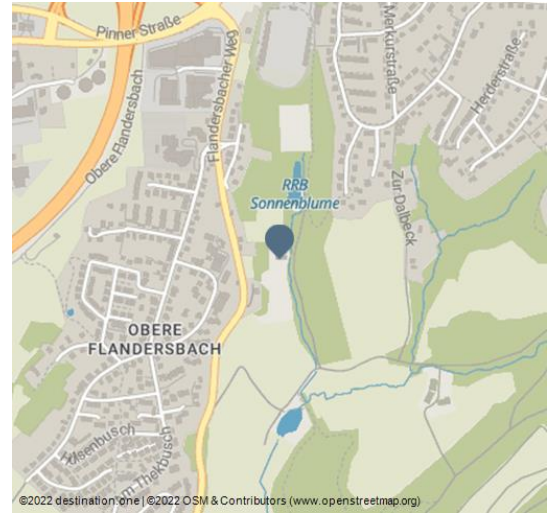 Pinner Straße
Flandersbacher Weg
Merkurstraße
Herderstraße
Obere Flandersbach
RRB
Sonnenblume
Zur Dalbeck
OBERE
FLANDERSBACH
Thekbusch
©2022 destination.one | ©2022 OSM & Contributors (www.openstreetmap.org)